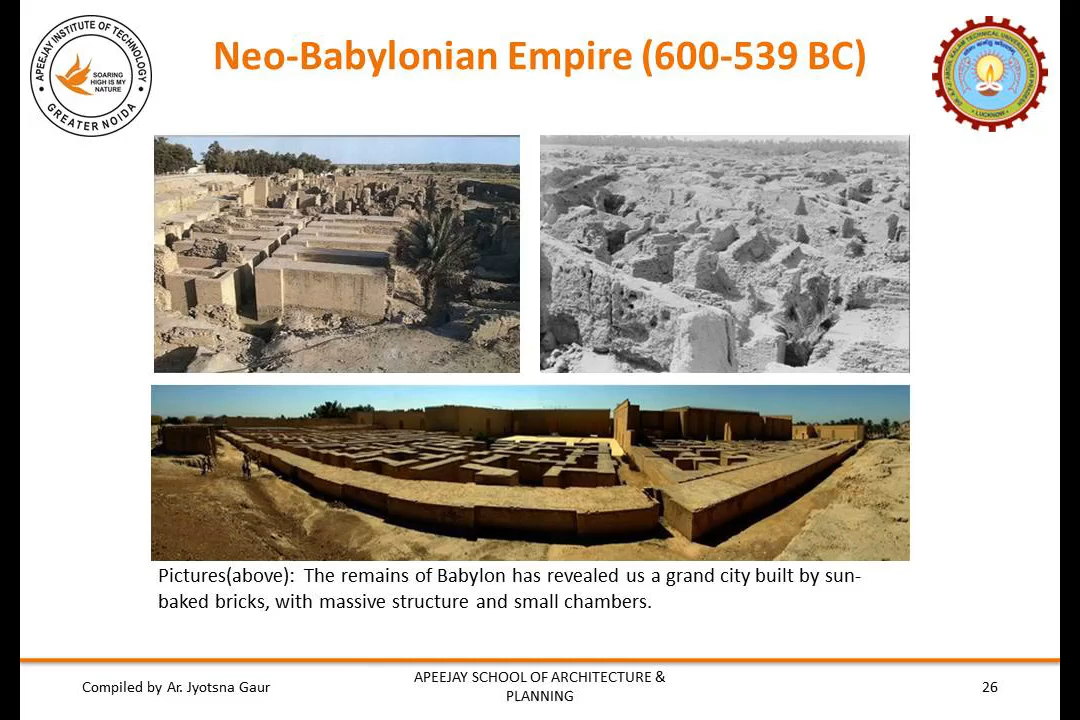 Neo-Babylonian Empire (600-539 BC)
APEEJAY INSTITUTE OF TECHNOLOGY
SOARING
HIGH IS MY
NATURE
GREATER NOIDA
LUCKNOW
Pictures(above): The remains of Babylon has revealed us a grand city built by sun-
baked bricks, with massive structure and small chambers.
Compiled by Ar. Jyotsna Gaur
APEEJAY SCHOOL OF ARCHITECTURE &
PLANNING
26